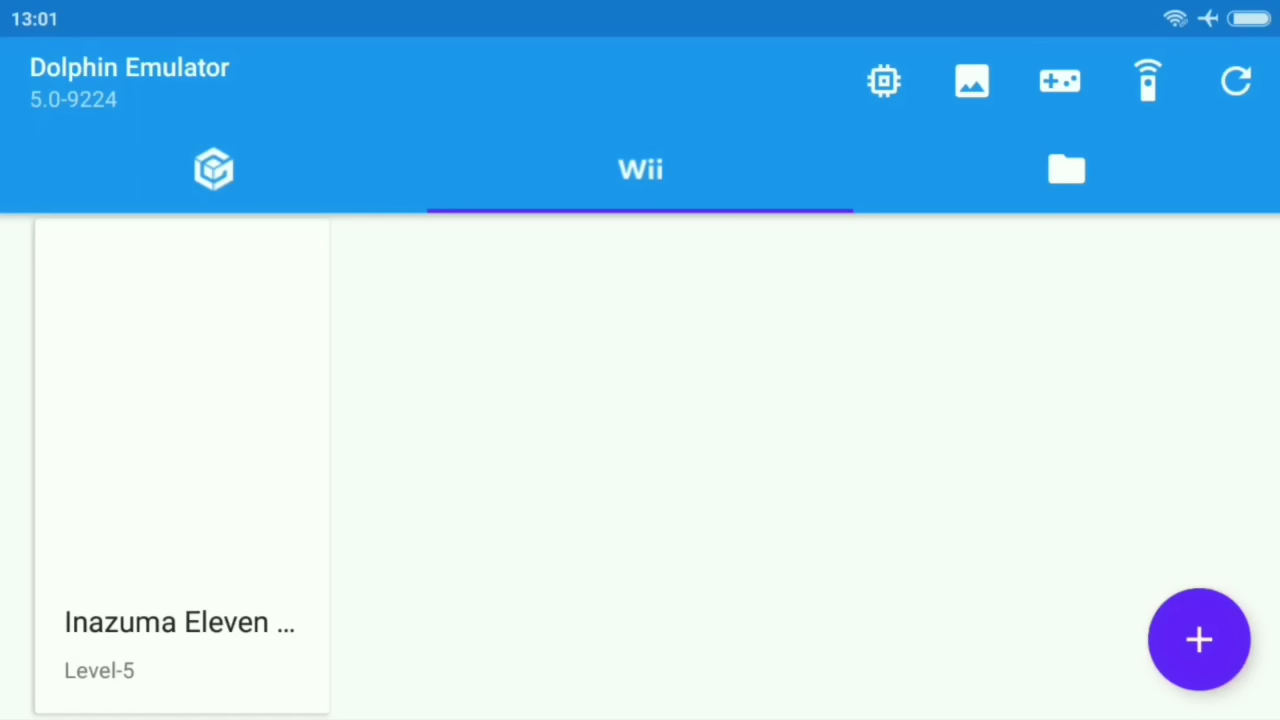 13:01
Dolphin Emulator
5.0-9224
Wii
Inazuma Eleven ...
Level-5